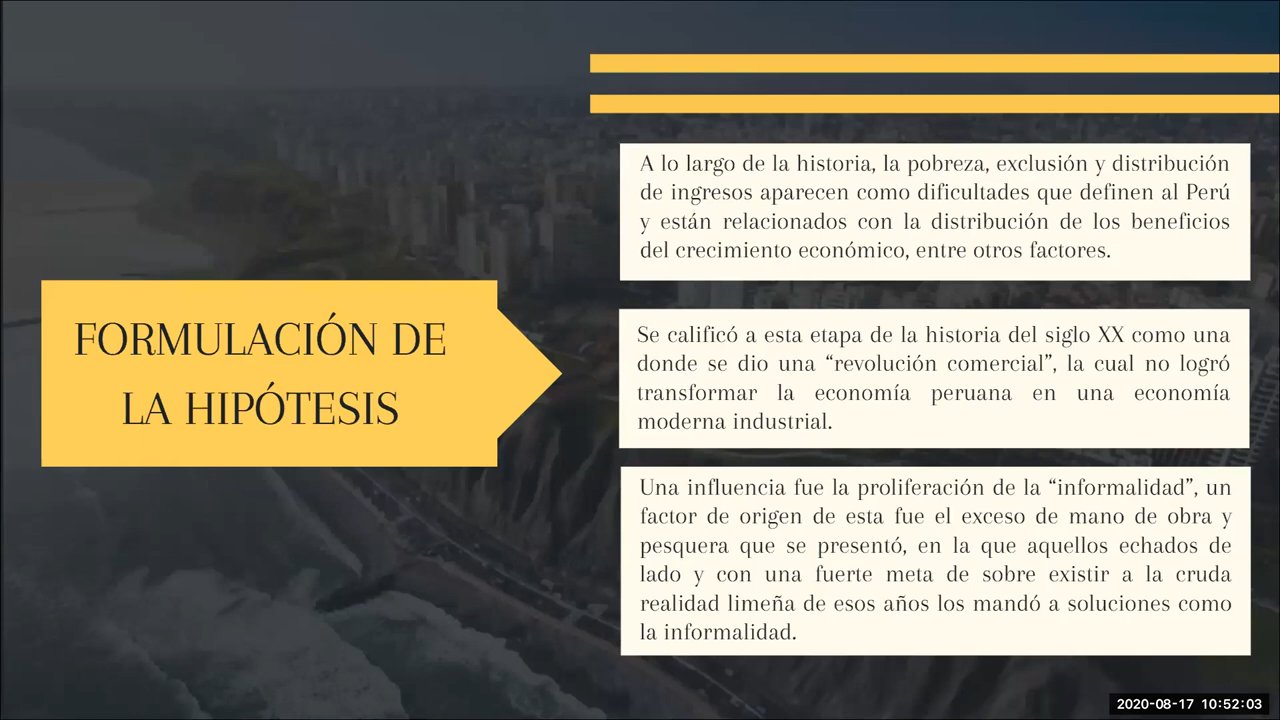 FORMULACIÓN DE
LA HIPÓTESIS
A lo largo de la historia, la pobreza, exclusión y distribución
de ingresos aparecen como dificultades que definen al Perú
y están relacionados con la distribución de los beneficios
del crecimiento económico, entre otros factores.
Se calificó a esta etapa de la historia del siglo XX como una
donde se dio una “revolución comercial”, la cual no logró
transformar la economía peruana en una economía
moderna industrial.
Una influencia fue la proliferación de la “informalidad”, un
factor de origen de esta fue el exceso de mano de obra y
pesquera que se presentó, en la que aquellos echados de
lado y con una fuerte meta de sobre existir a la cruda
realidad limeña de esos años los mandó a soluciones como
la informalidad.
2020-08-17 10:52:03